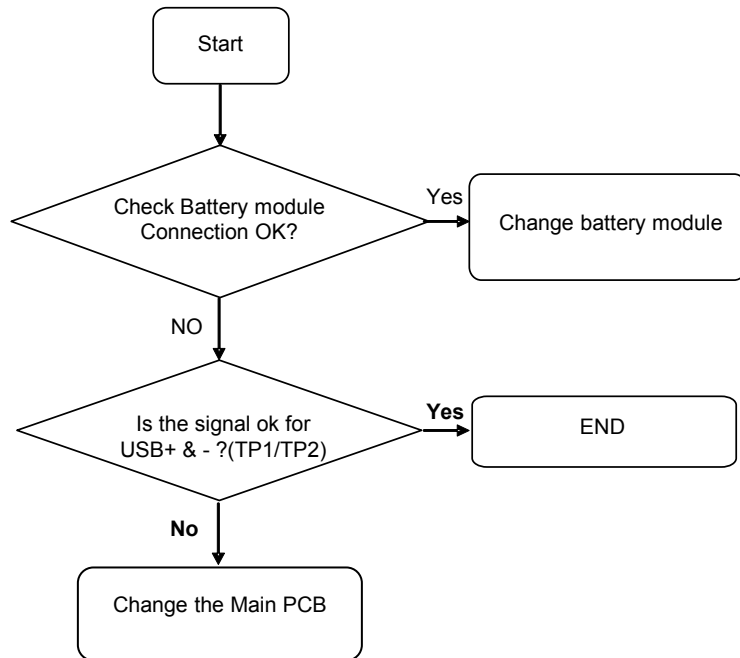 Start
Check Battery module
Connection OK?
Yes
Change battery module
NO
Is the signal ok for
USB+ & - ?(TP1/TP2)
Yes
END
No
Change the Main PCB